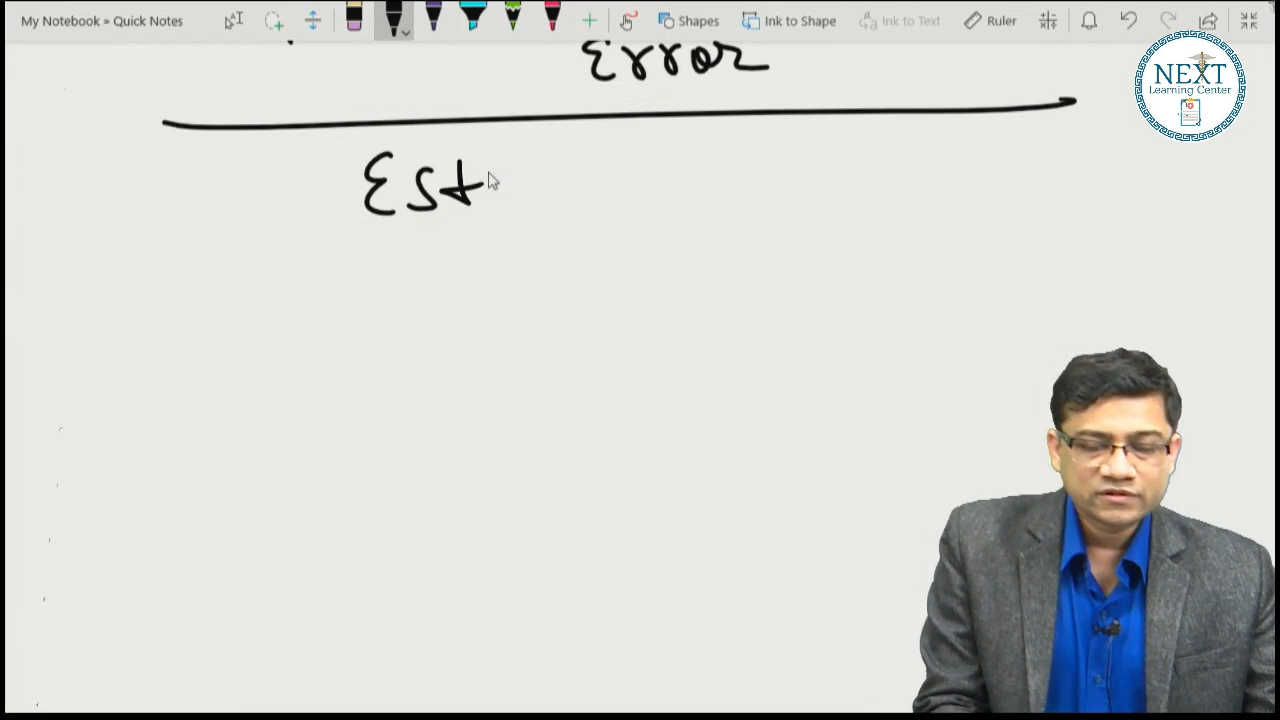 My Notebook » Quick Notes Shapes Ink to Shape Ink to Text Ruler
NEXT
Learning Center
Error
Est